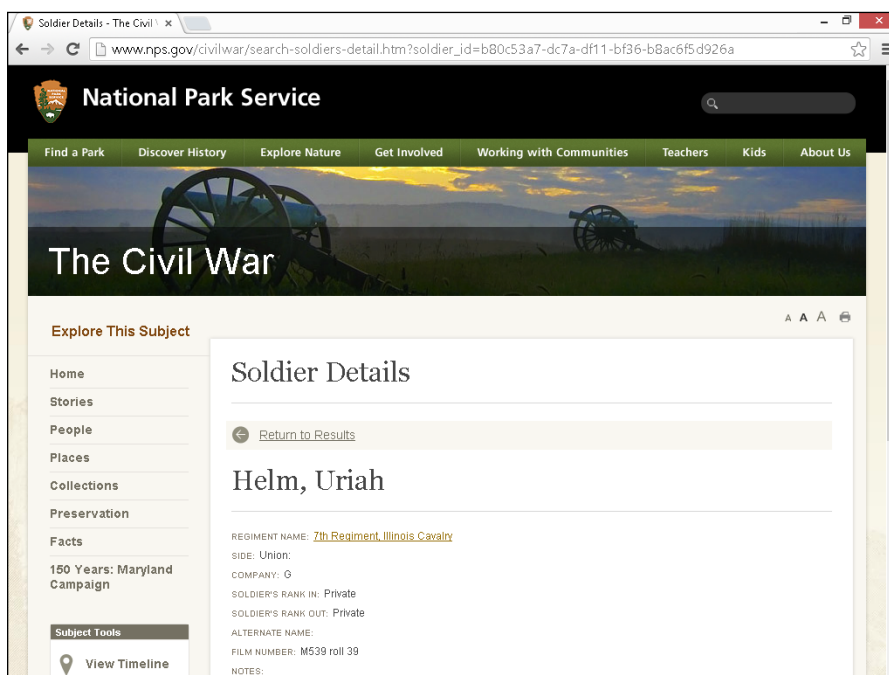 Soldier Details - The Civil
www.nps.gov/civilwar/search-soldiers-detail.htm?soldier_id=b80c53a7-dc7a-df11-bf36-b8ac6f5d926a
National Park Service
Find a Park Discover History Explore Nature Get Involved Working with Communities Teachers Kids About Us
The Civil War
A A A
Explore This Subject
Home
Stories
People
Places
Collections
Preservation
Facts
150 Years: Maryland
Campaign
Subject Tools
View Timeline
Soldier Details
Return to Results
Helm, Uriah
REGIMENT NAME: 7th Regiment, Illinois Cavalry
SIDE: Union:
COMPANY: G
SOLDIER'S RANK IN: Private
SOLDIER'S RANK OUT: Private
ALTERNATE NAME:
FILM NUMBER: M539 roll 39
NOTES: